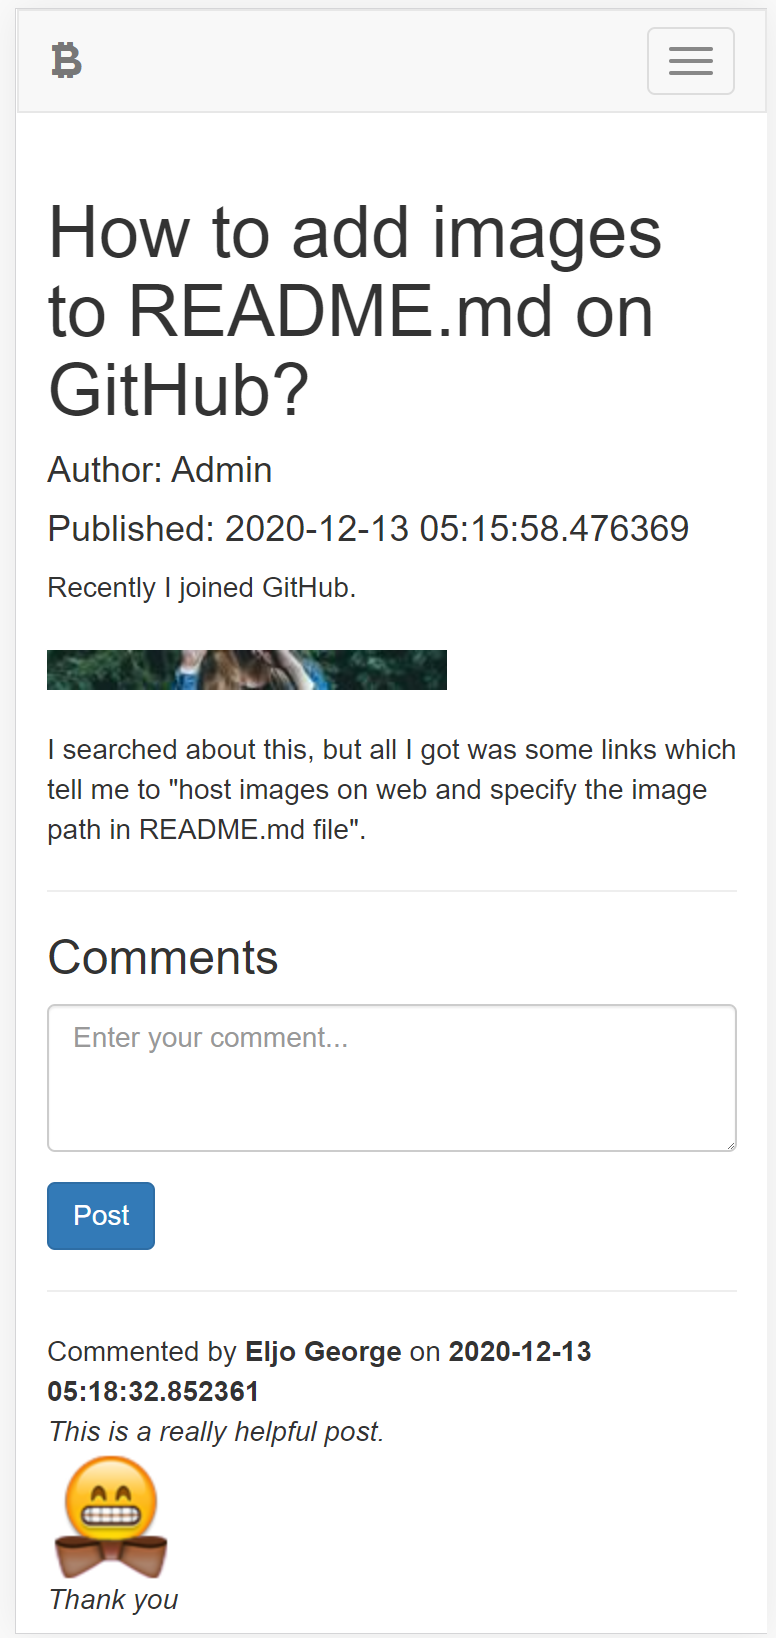 How to add images
to README.md on
GitHub?
Author: Admin
Published: 2020-12-13 05:15:58.476369
Recently I joined GitHub.
I searched about this, but all I got was some links which
tell me to "host images on web and specify the image
path in README.md file".
Comments
Enter your comment...
Post
Commented by Eljo George on 2020-12-13
05:18:32.852361
This is a really helpful post.
Thank you